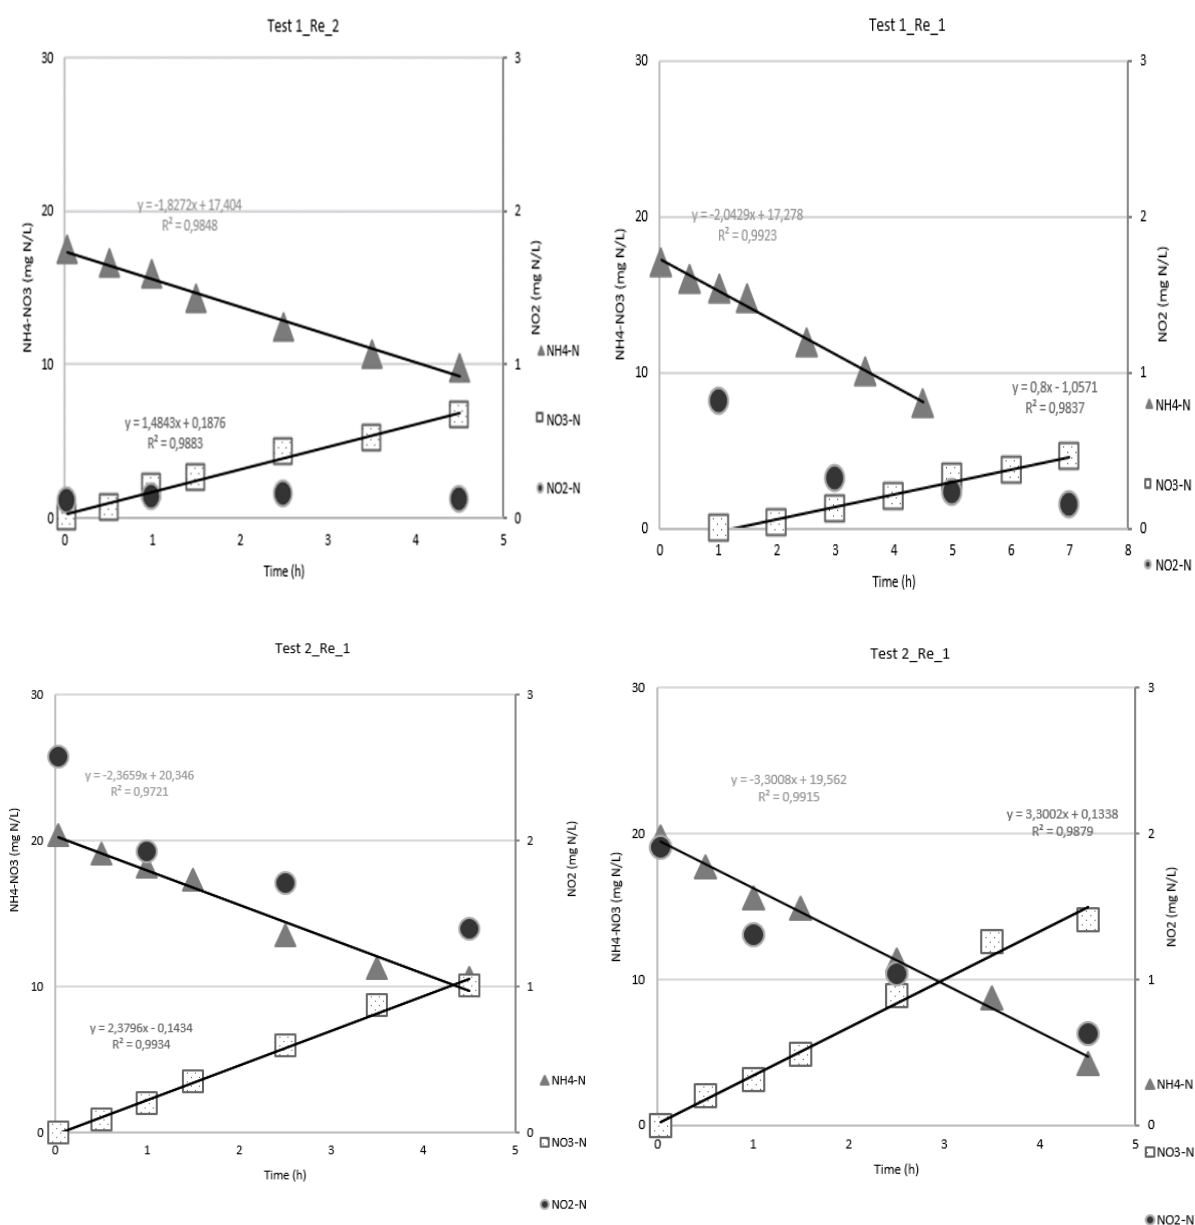 Test 1_Re_2
30
20
10
0
NH4-NO3 (mg N/L)
y = -1,8272x + 17,404
R² = 0,9848
y = 1,4843x + 0,1876
R² = 0,9883
0 1 2 3 4 5
Time (h)
3
2
1
0
NO2 (mg N/L)
NH4-N
NO3-N
NO2-N
Test 1_Re_1
30
20
10
0
NH4-NO3 (mg N/L)
y = -2,0429x + 17,278
R² = 0,9923
y = 0,8x - 1,0571
R² = 0,9837
0 1 2 3 4 5 6 7 8
Time (h)
3
2
1
0
NO2 (mg N/L)
NH4-N
NO3-N
NO2-N
Test 2_Re_1
30
20
10
0
NH4-NO3 (mg N/L)
y = -2,3659x + 20,346
R² = 0,9721
y = 2,3796x - 0,1434
R² = 0,9934
0 1 2 3 4 5
Time (h)
3
2
1
0
NO2 (mg N/L)
NH4-N
NO3-N
NO2-N
Test 2_Re_1
30
20
10
0
NH4-NO3 (mg N/L)
y = -3,3008x + 19,562
R² = 0,9915
y = 3,3002x + 0,1338
R² = 0,9879
0 1 2 3 4 5
Time (h)
3
2
1
0
NO2 (mg N/L)
NH4-N
NO3-N
NO2-N